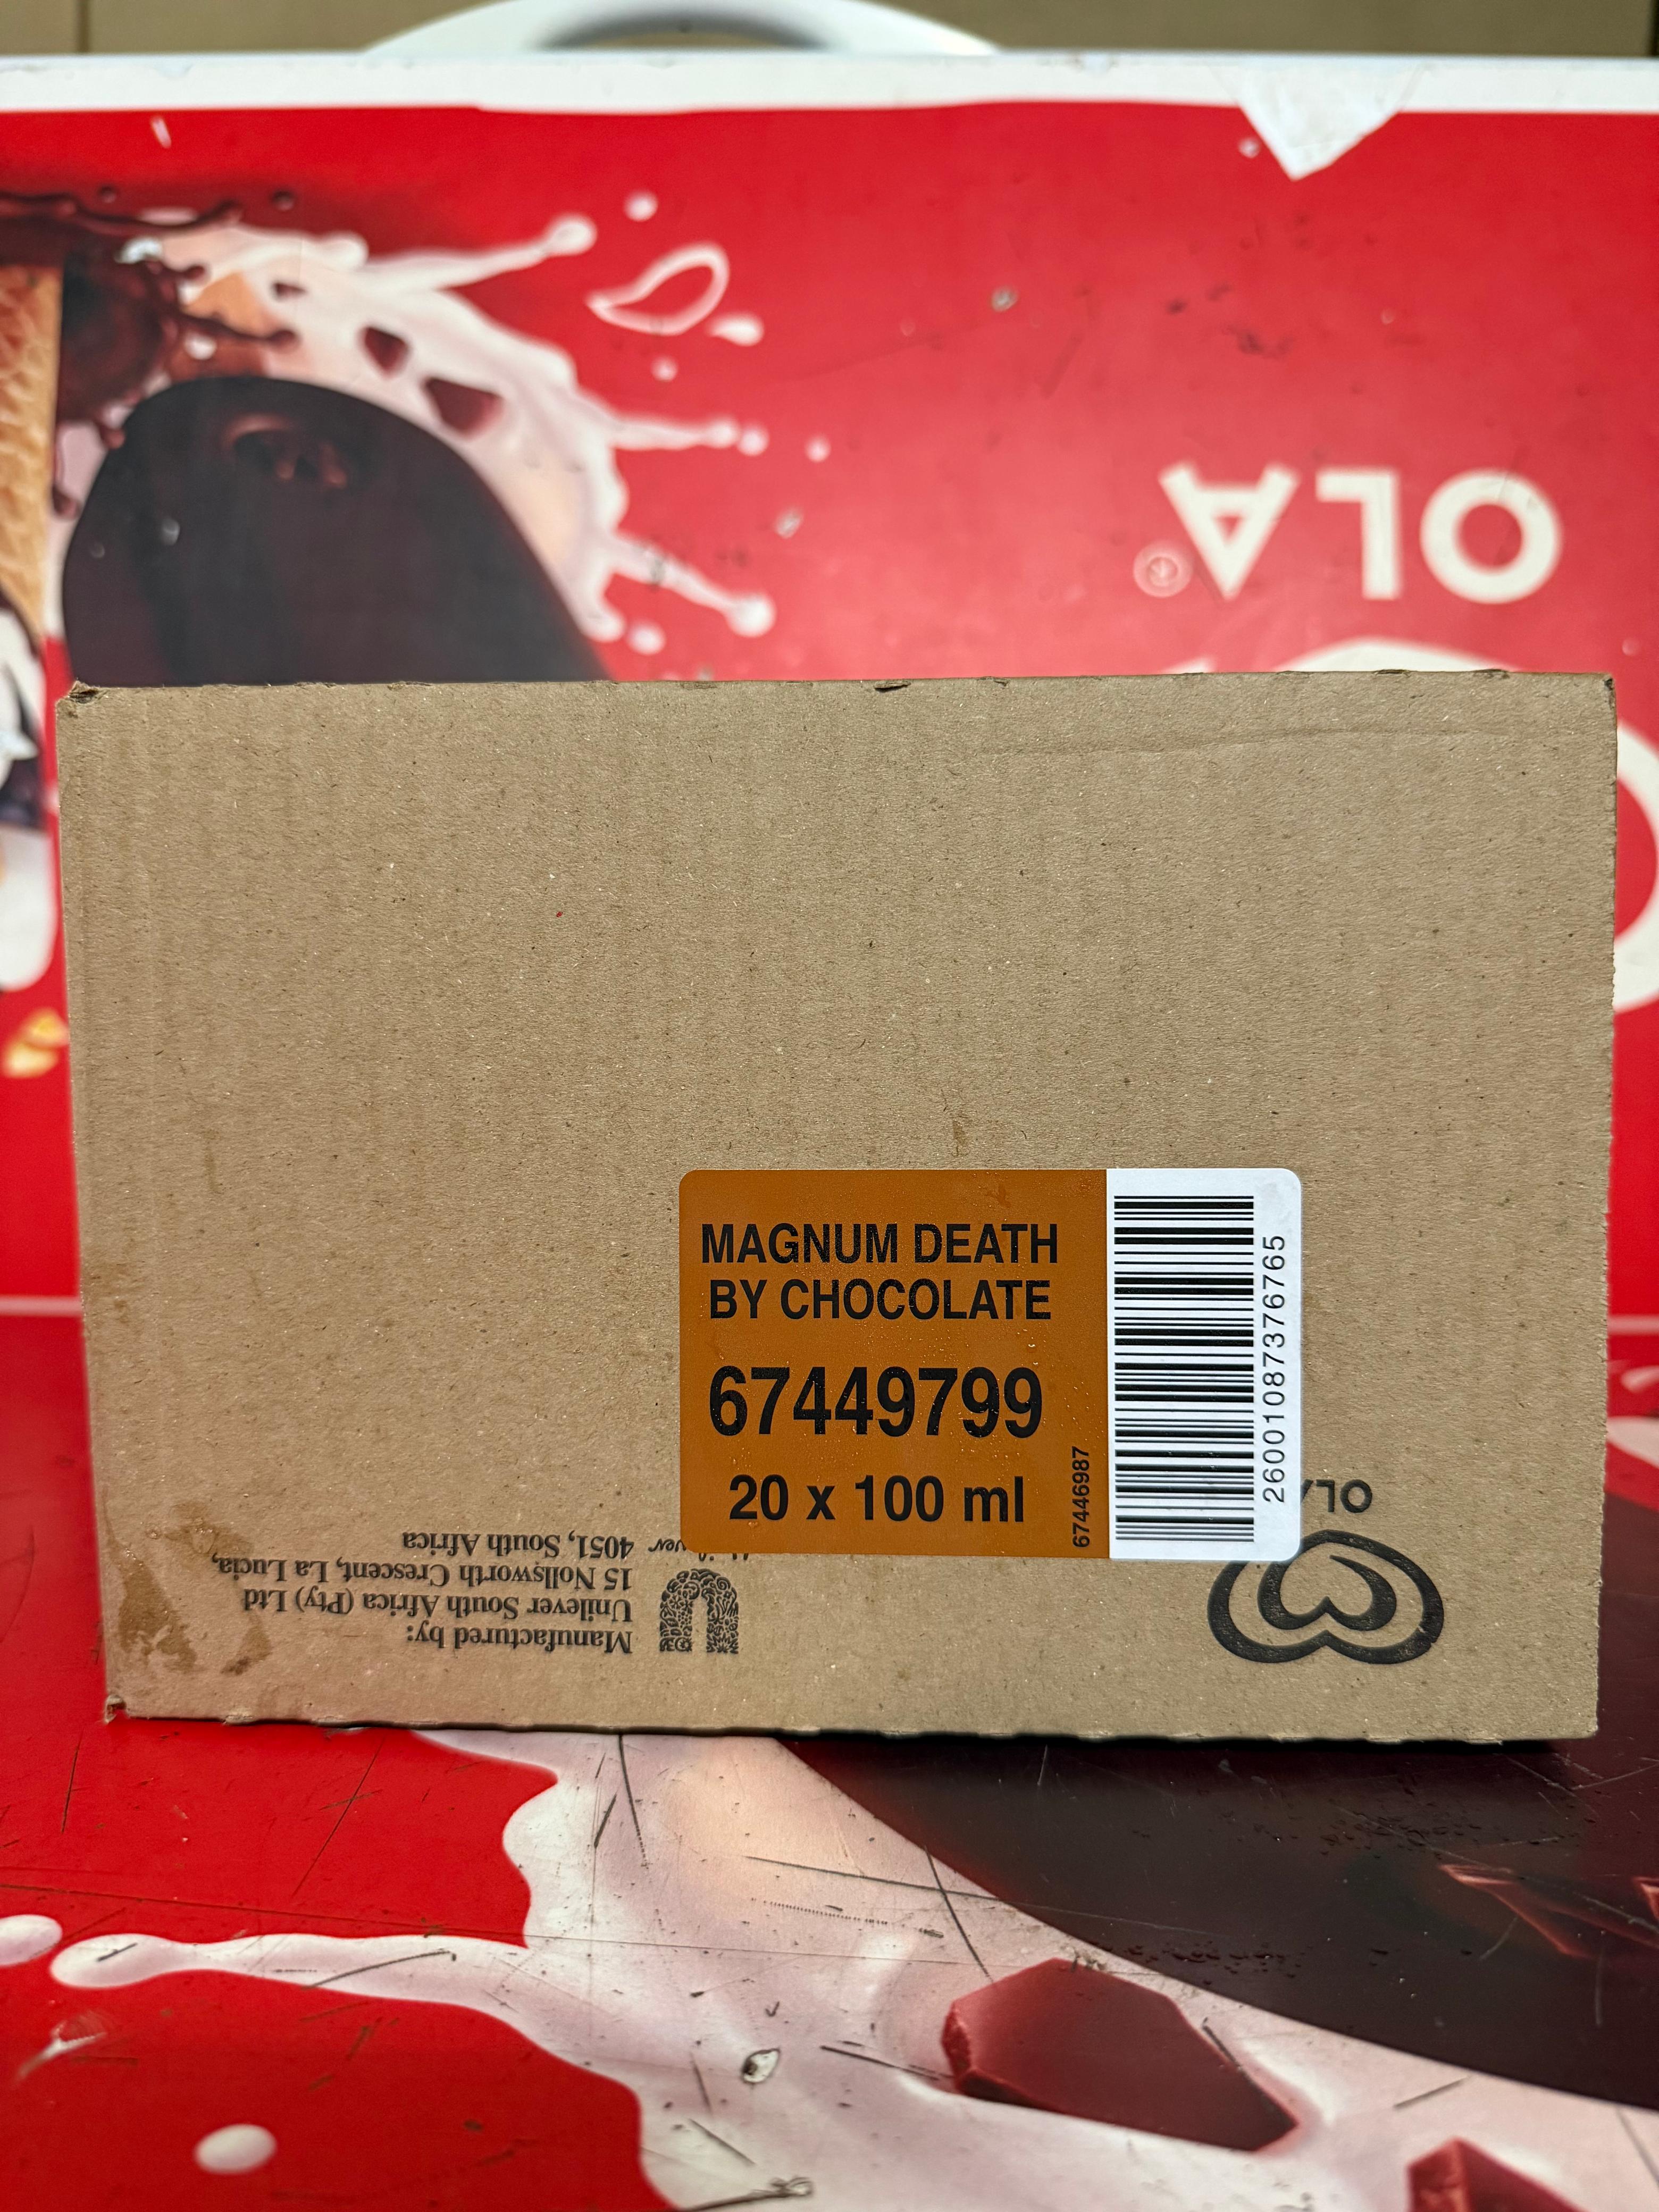 OLA
MAGNUM DEATH
BY CHOCOLATE
67449799
20 x 100 ml
67446987
26001087376765
OLA
Manufactured by:
Unilever South Africa (Pty) Ltd
15 Nollsworth Crescent, La Lucia,
4051, South Africa